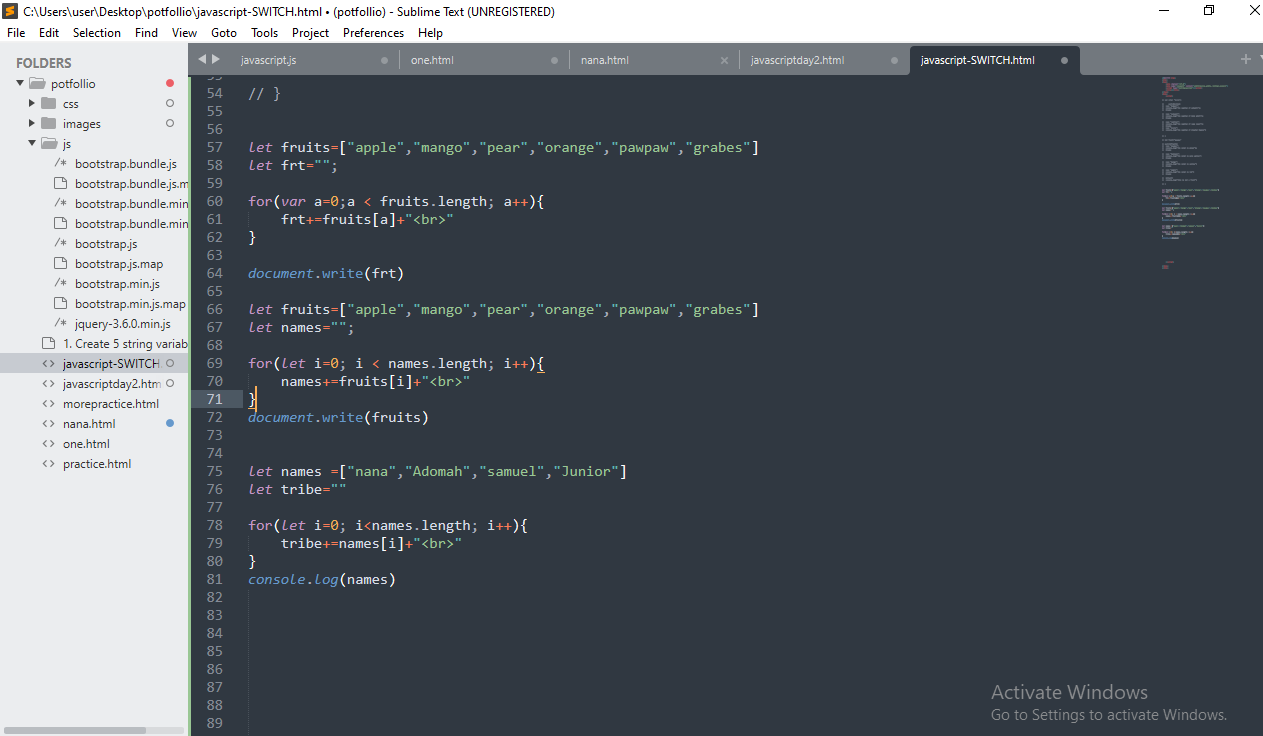 C:\Users\user\Desktop\potfollio\javascript-SWITCH.html • (potfollio) - Sublime Text (UNREGISTERED)
File Edit Selection Find View Goto Tools Project Preferences Help
FOLDERS
potfollio
css
images
js
/* bootstrap.bundle.js
bootstrap.bundle.js.m
/* bootstrap.bundle.min
bootstrap.bundle.min
/* bootstrap.js
bootstrap.js.map
/* bootstrap.min.js
bootstrap.min.js.map
/* jquery-3.6.0.min.js
1. Create 5 string variab
<> javascript-SWITCH
<> javascriptday2.htm
<> morepractice.html
<> nana.html
<> one.html
<> practice.html
javascript.js one.html nana.html javascriptday2.html javascript-SWITCH.html
54 // }
55
56
57 let fruits=["apple","mango","pear","orange","pawpaw","grabes"]
58 let frt="";
59
60 for(var a=0;a < fruits.length; a++){
61 frt+=fruits[a]+"<br>"
62 }
63
64 document.write(frt)
65
66 let fruits=["apple","mango","pear","orange","pawpaw","grabes"]
67 let names="";
68
69 for(let i=0; i < names.length; i++){
70 names+=fruits[i]+"<br>"
71 }
72 document.write(fruits)
73
74
75 let names =["nana","Adomah","samuel","Junior"]
76 let tribe=""
77
78 for(let i=0; i<names.length; i++){
79 tribe+=names[i]+"<br>"
80 }
81 console.log(names)
82
83
84
85
86
87
88
89
Activate Windows
Go to Settings to activate Windows.